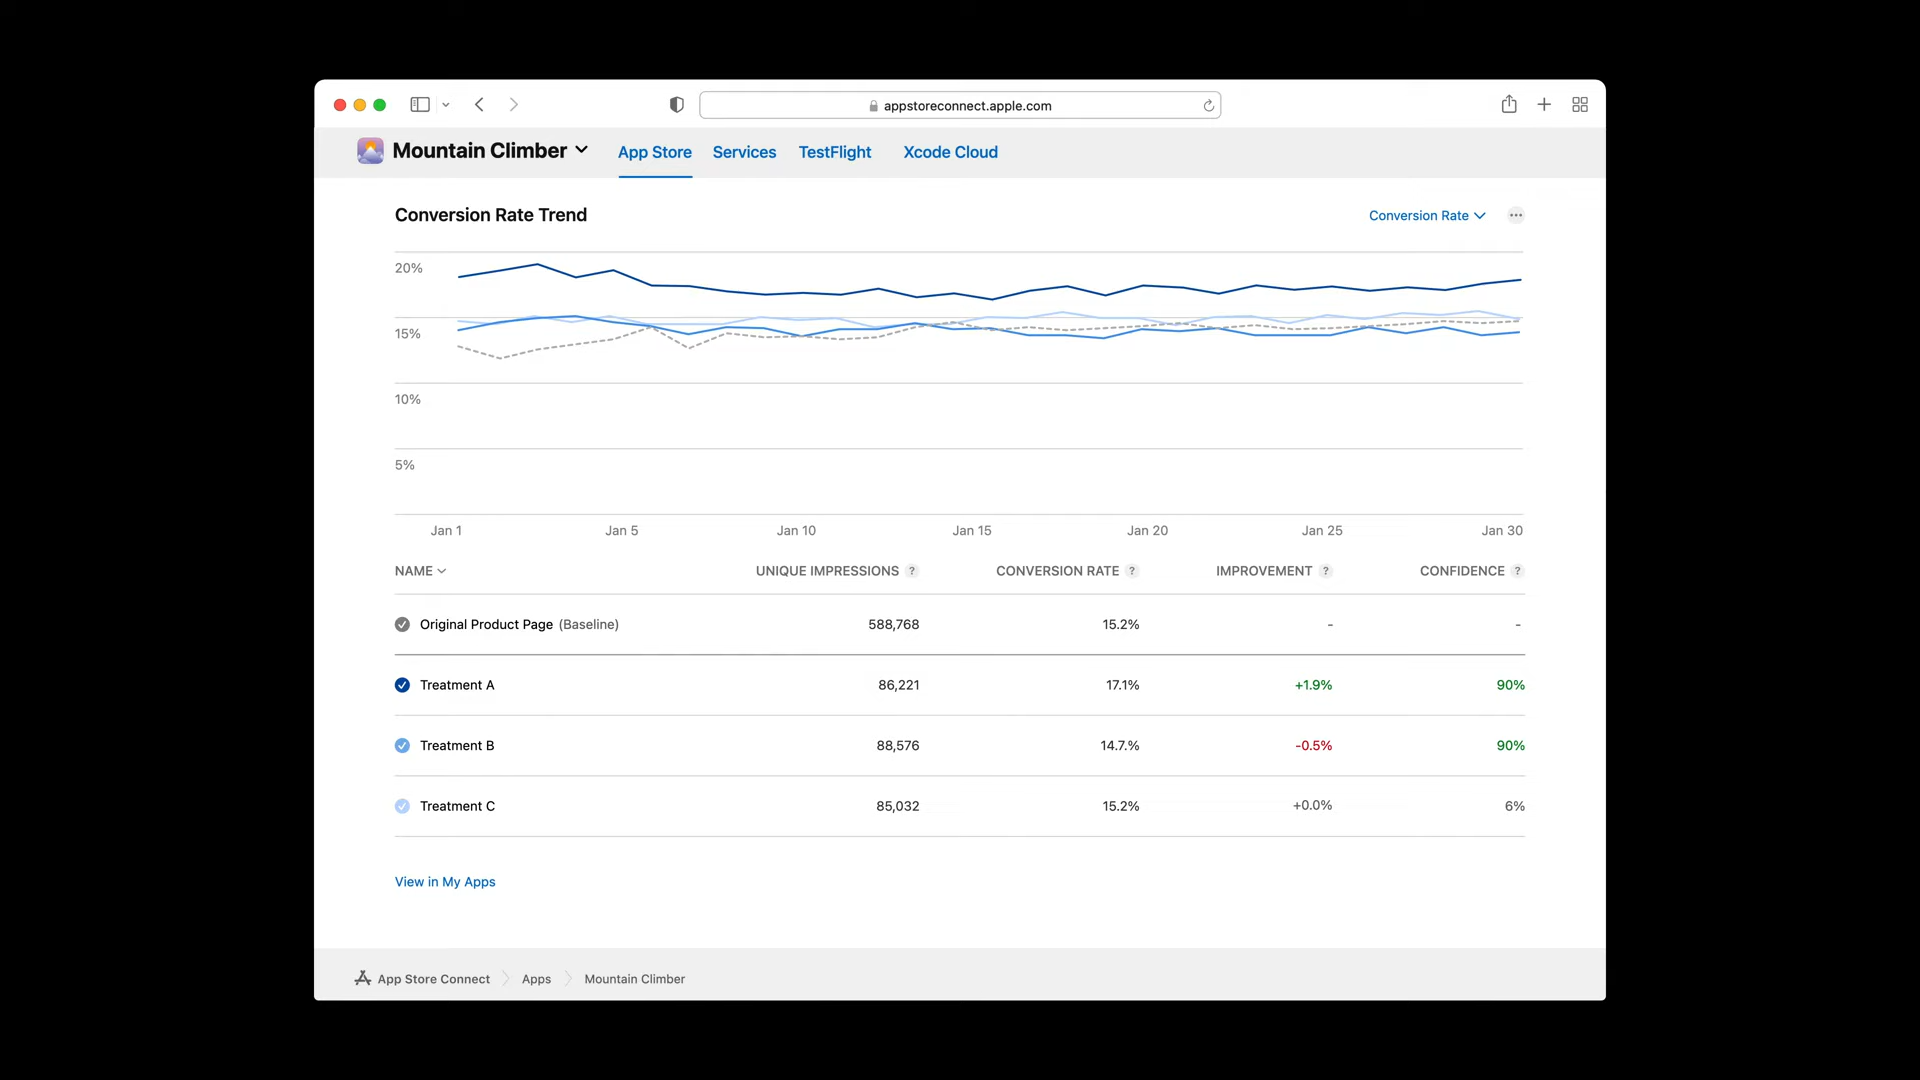 appstoreconnect.apple.com
Mountain Climber App Store Services TestFlight Xcode Cloud
Conversion Rate Trend Conversion Rate
20%
15%
10%
5%
Jan 1 Jan 5 Jan 10 Jan 15 Jan 20 Jan 25 Jan 30
NAME UNIQUE IMPRESSIONS ? CONVERSION RATE ? IMPROVEMENT ? CONFIDENCE ?
Original Product Page (Baseline) 588,768 15.2% - -
Treatment A 86,221 17.1% +1.9% 90%
Treatment B 88,576 14.7.% -0.5% 90%
Treatment C 85,032 15.2% +0.0% 6%
View in My Apps
App Store Connect Apps Mountain Climber